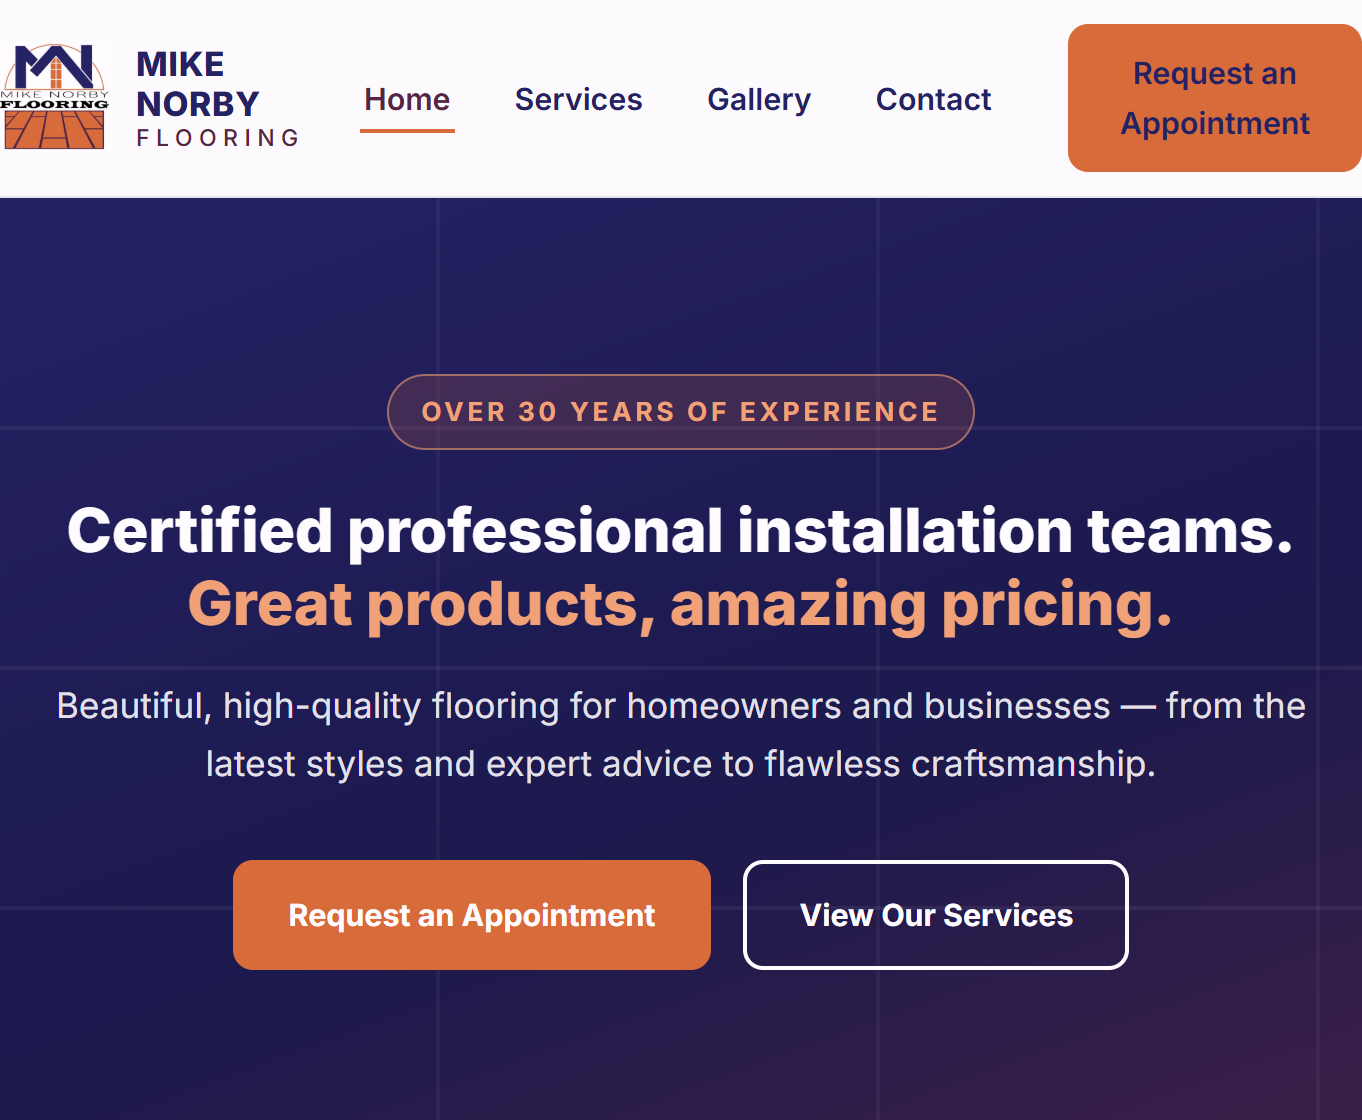 MIKE NORBY
FLOORING
MIKE
NORBY
FLOORING
Home
Services
Gallery
Contact
Request an
Appointment
OVER 30 YEARS OF EXPERIENCE
Certified professional installation teams.
Great products, amazing pricing.
Beautiful, high-quality flooring for homeowners and businesses — from the
latest styles and expert advice to flawless craftsmanship.
Request an Appointment
View Our Services